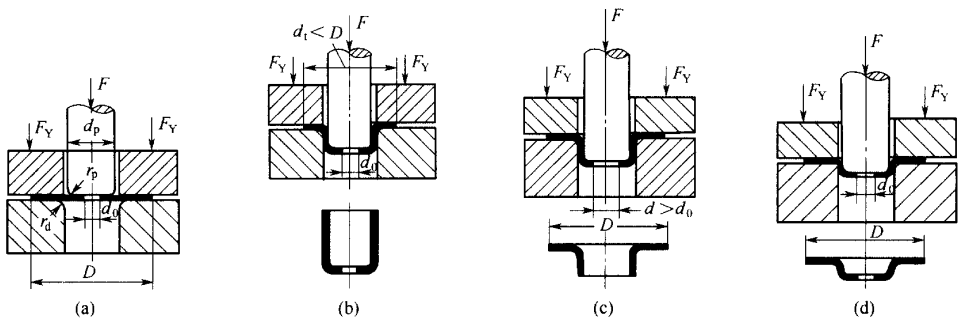 F
F_Y
F_Y
d_p
r_p
r_d
d_0
D
(a)
d_t < D
F
F_Y
F_Y
d_0
(b)
F
F_Y
F_Y
d > d_0
D
(c)
F
F_Y
F_Y
d_0
D
(d)